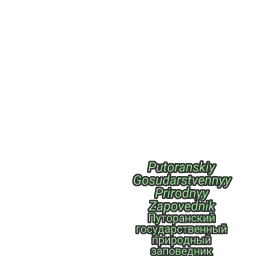 Putoranskiy
Gosudarstvennyy
Prirodnyy
Zapovednik
Путоранский
государственный
природный
заповедник